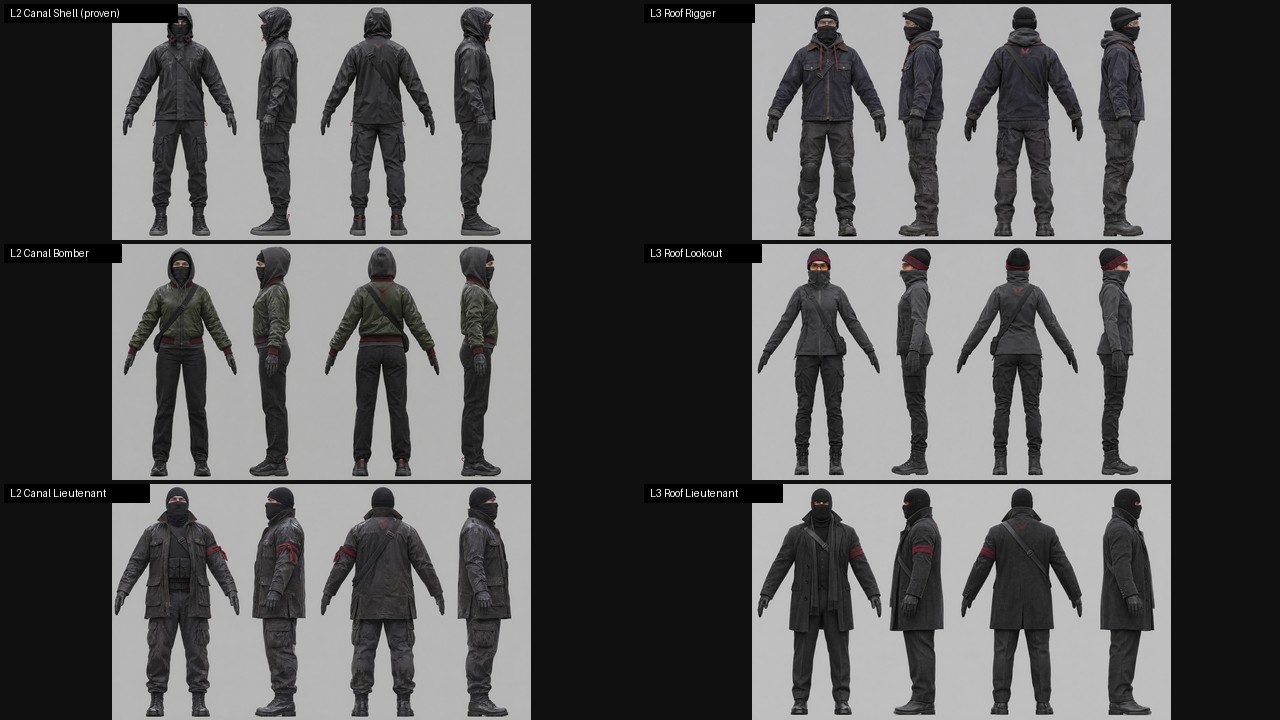 L2 Canal Shell (proven)
L3 Roof Rigger
L2 Canal Bomber
L3 Roof Lookout
L2 Canal Lieutenant
L3 Roof Lieutenant